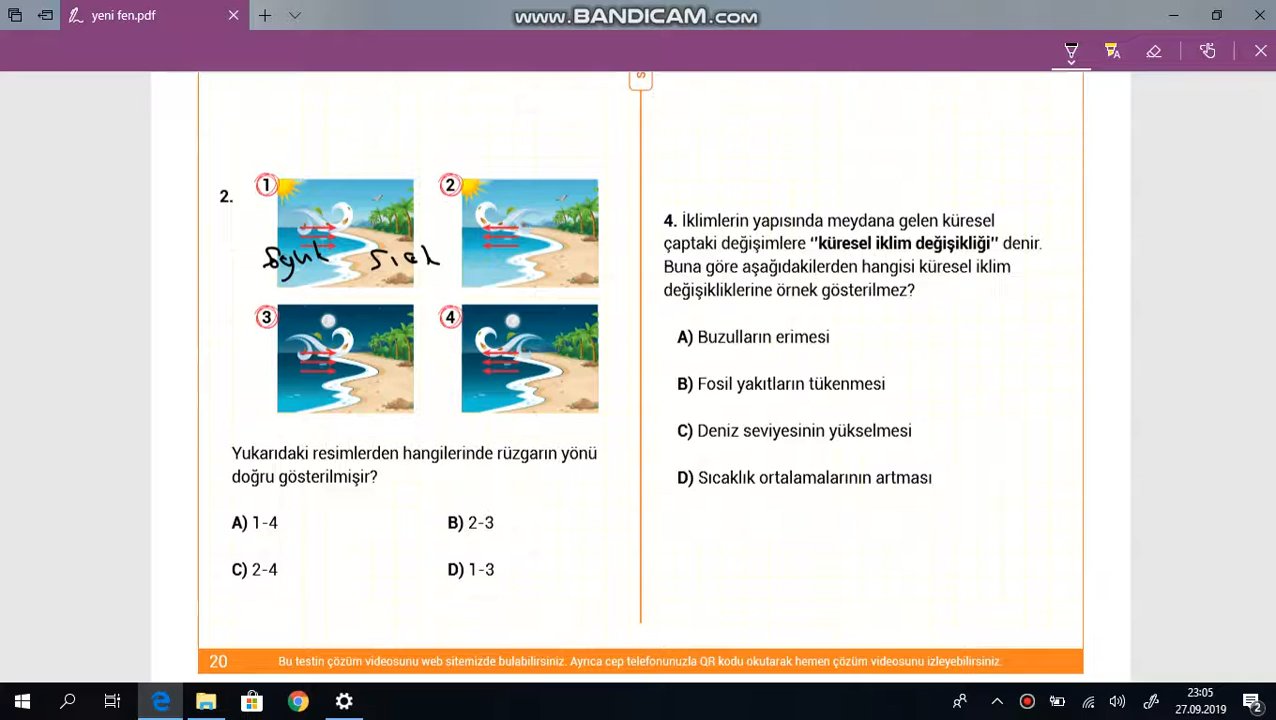 yeni fen.pdf
www.BANDICAM.com
S
2.
1
2
soğuk sıcak
3
4
Yukarıdaki resimlerden hangilerinde rüzgarın yönü
doğru gösterilmişir?
A) 1-4
B) 2-3
C) 2-4
D) 1-3
4. İklimlerin yapısında meydana gelen küresel
çaptaki değişimlere ‘’küresel iklim değişikliği’’ denir.
Buna göre aşağıdakilerden hangisi küresel iklim
değişikliklerine örnek gösterilmez?
A) Buzulların erimesi
B) Fosil yakıtların tükenmesi
C) Deniz seviyesinin yükselmesi
D) Sıcaklık ortalamalarının artması
20
Bu testin çözüm videosunu web sitemizde bulabilirsiniz. Ayrıca cep telefonunuzla QR kodu okutarak hemen çözüm videosunu izleyebilirsiniz.
23:05
27.09.2019
2